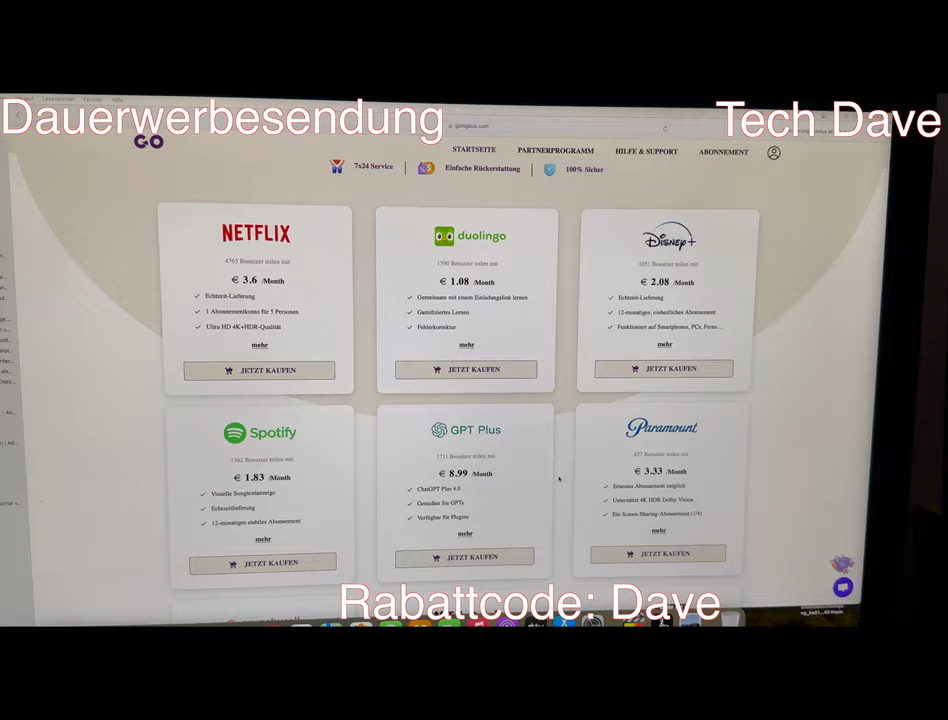 Lesezeichen Fenster Hilfe
Dauerwerbesendung
Tech Dave
GO
goingbus.com
STARTSEITE PARTNERPROGRAMM HILFE & SUPPORT ABONNEMENT
7x24 Service
Einfache Rückerstattung
100% Sicher
NETFLIX
4765 Benutzer teilen mit
€ 3.6 /Month
Echtzeit-Lieferung
1 Abonnementkonto für 5 Personen
Ultra HD 4K+HDR-Qualität
mehr
JETZT KAUFEN
duolingo
1590 Benutzer teilen mit
€ 1.08 /Month
Gemeinsam mit einem Einladungslink lernen
Gamifiziertes Lernen
Fehlerkorrektur
mehr
JETZT KAUFEN
Disney+
1051 Benutzer teilen mit
€ 2.08 /Month
Echtzeit-Lieferung
12-monatiges, einheitliches Abonnement
Funktioniert auf Smartphones, PCs, Ferns...
mehr
JETZT KAUFEN
Spotify
1562 Benutzer teilen mit
€ 1.83 /Month
Visuelle Songtextanzeige
Echtzeitlieferung
12-monatiges stabiles Abonnement
mehr
JETZT KAUFEN
GPT Plus
1711 Benutzer teilen mit
€ 8.99 /Month
ChatGPT Plus 4.0
Genießen Sie GPTs
Verfügbar für Plugins
mehr
JETZT KAUFEN
Paramount
827 Benutzer teilen mit
€ 3.33 /Month
Erneutes Abonnement möglich
Unterstützt 4K HDR Dolby Vision
Ein Screen-Sharing-Abonnement (1/6)
mehr
JETZT KAUFEN
Rabattcode: Dave